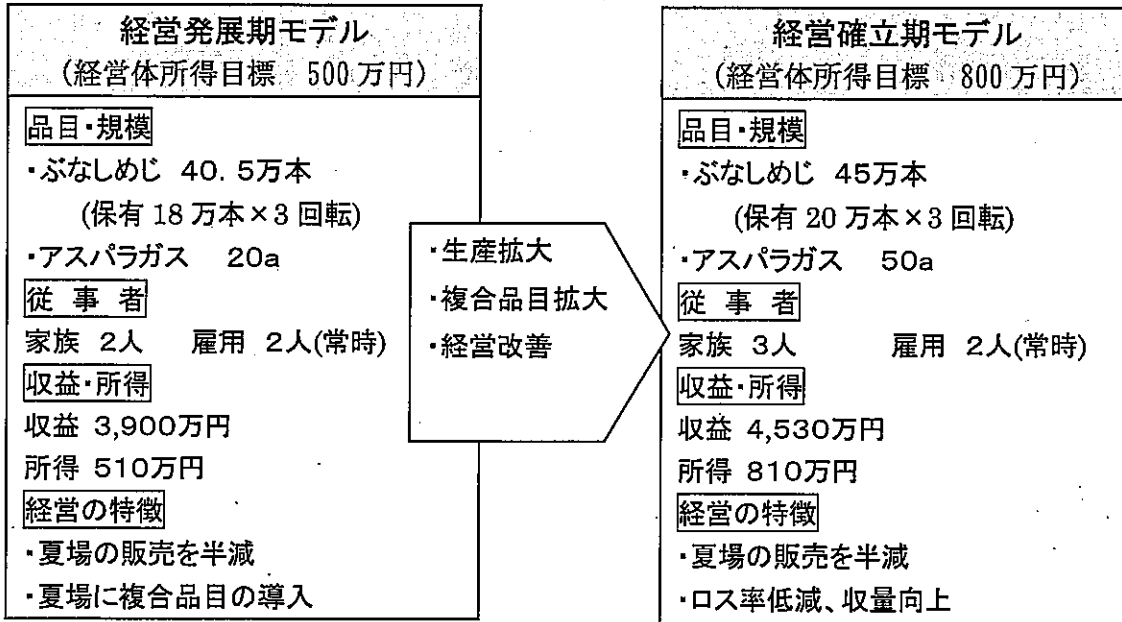 経営発展期モデル
(経営体所得目標 500万円)
品目・規模
・ぶなしめじ 40.5万本
(保有18万本×3回転)
・アスパラガス 20a
従事者
家族 2人 雇用 2人(常時)
収益・所得
収益 3,900万円
所得 510万円
経営の特徴
・夏場の販売を半減
・夏場に複合品目の導入
・生産拡大
・複合品目拡大
・経営改善
経営確立期モデル
(経営体所得目標 800万円)
品目・規模
・ぶなしめじ 45万本
(保有20万本×3回転)
・アスパラガス 50a
従事者
家族 3人 雇用 2人(常時)
収益・所得
収益 4,530万円
所得 810万円
経営の特徴
・夏場の販売を半減
・ロス率低減、収量向上